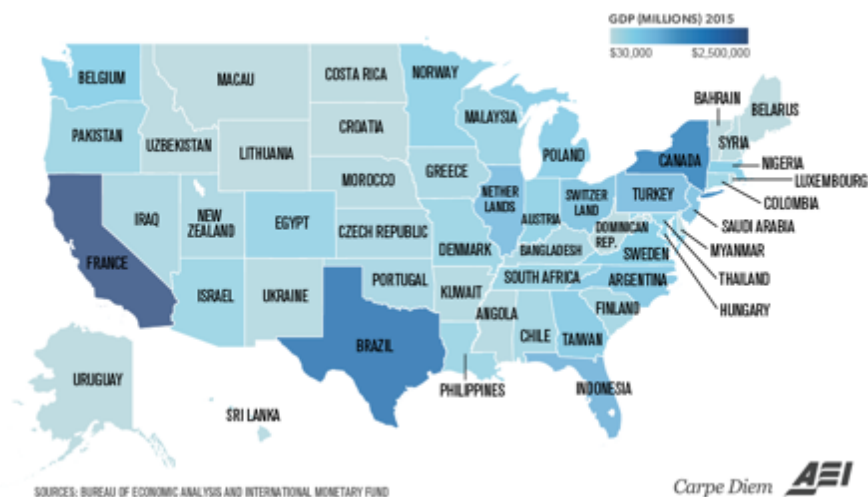 GDP (MILLIONS) 2015
$30,000 $2,500,000
BELGIUM
MACAU
COSTA RICA
NORWAY
BAHRAIN
BELARUS
PAKISTAN
UZBEKISTAN
LITHUANIA
CROATIA
MALAYSIA
POLAND
SYRIA
CANADA
NIGERIA
LUXEMBOURG
IRAQ
NEW
ZEALAND
MOROCCO
GREECE
NETHER
LANDS
AUSTRIA
SWITZER
LAND
TURKEY
COLOMBIA
SAUDI ARABIA
FRANCE
EGYPT
CZECH REPUBLIC
DENMARK
BANGLADESH
DOMINICAN
REP.
SWEDEN
MYANMAR
THAILAND
HUNGARY
ISRAEL
UKRAINE
PORTUGAL
KUWAIT
SOUTH AFRICA
ARGENTINA
FINLAND
BRAZIL
ANGOLA
CHILE
TAIWAN
PHILIPPINES
INDONESIA
URUGUAY
SRI LANKA
SOURCES: BUREAU OF ECONOMIC ANALYSIS AND INTERNATIONAL MONETARY FUND
Carpe Diem AEI